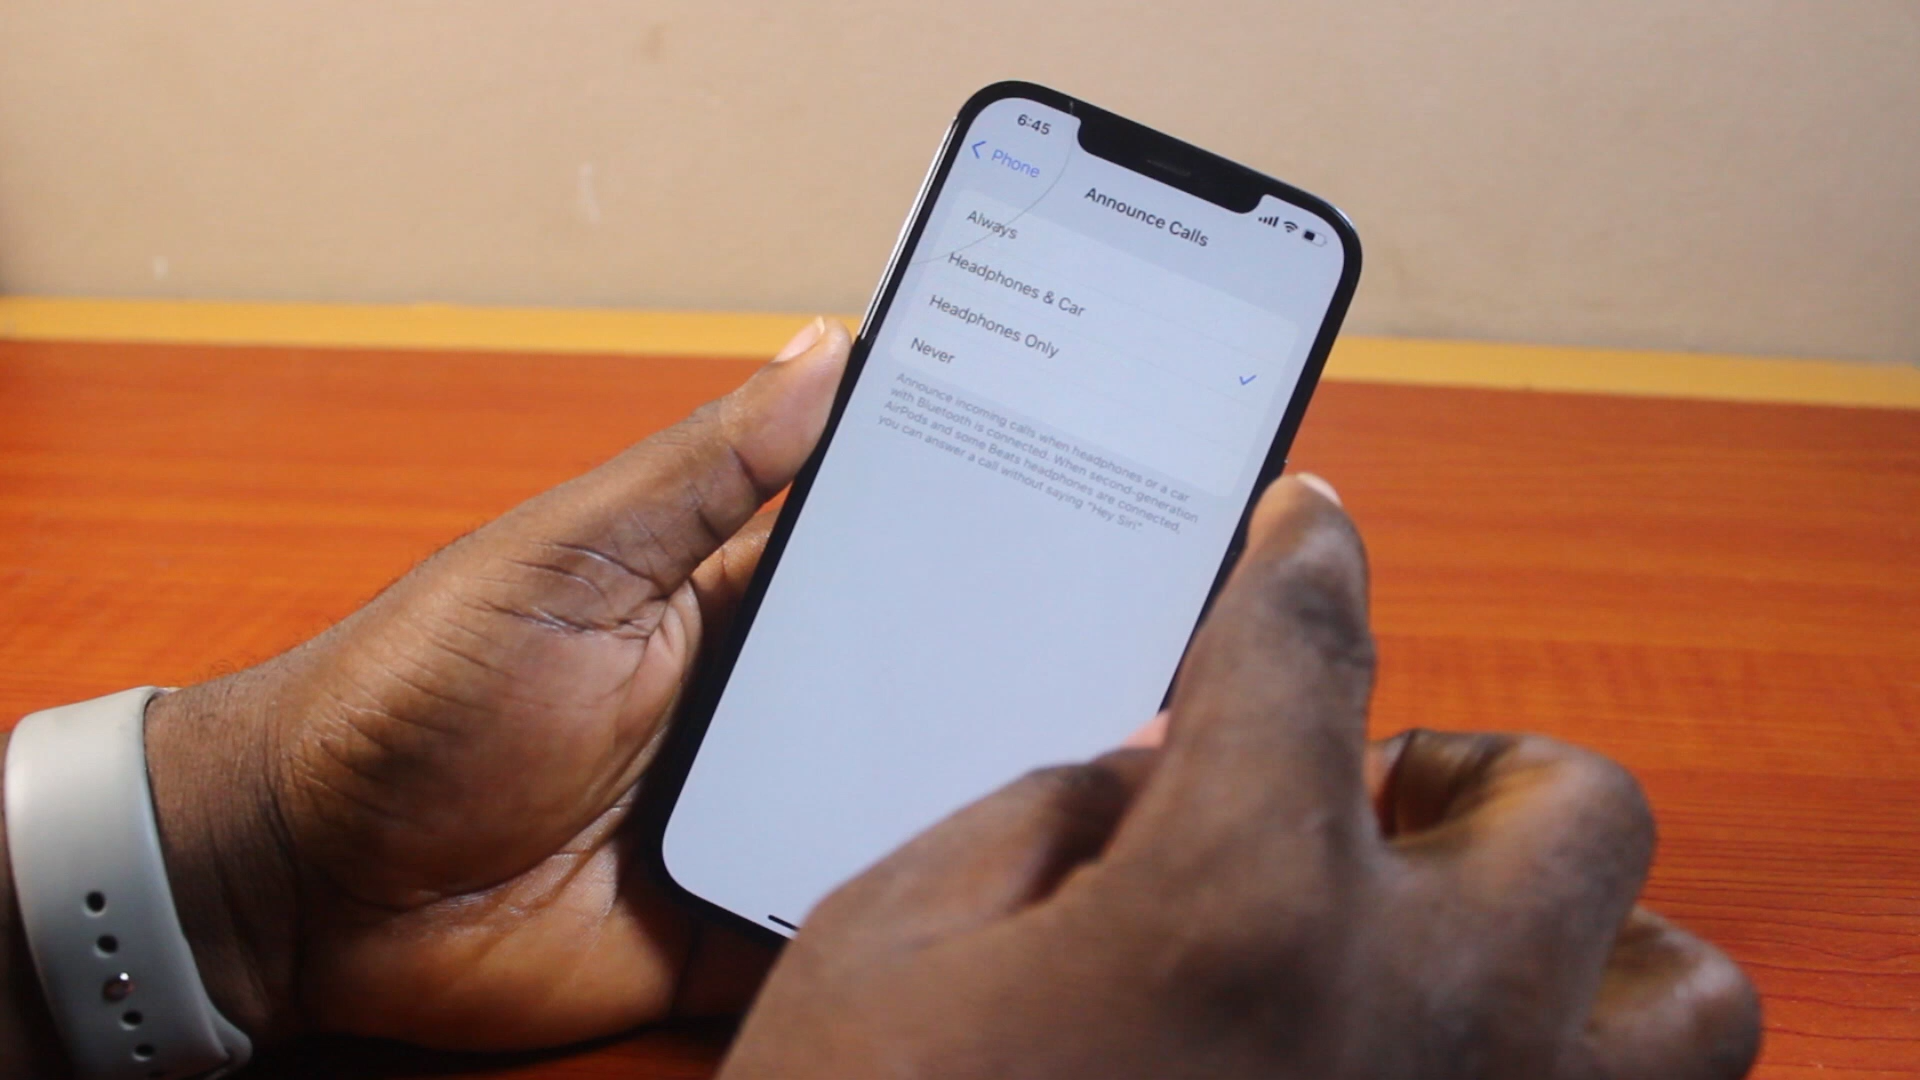 6:45
Phone
Announce Calls
Always
Headphones & Car
Headphones Only
Never
Announce incoming calls when headphones or a car
with Bluetooth is connected. When second-generation
AirPods and some Beats headphones are connected,
you can answer a call without saying "Hey Siri".